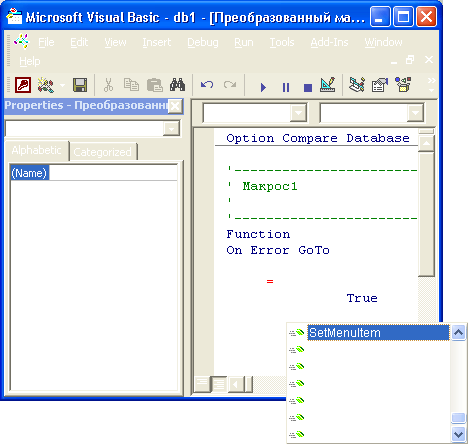 Microsoft Visual Basic - db1 - [Преобразованный ма...
File Edit View Insert Debug Run Tools Add-Ins Window
Help
Properties - Преобразованн
Alphabetic Categorized
(Name)
Option Compare Database
'------------------------
' Макрос1
'
'------------------------
Function
On Error GoTo
=
True
SetMenuItem